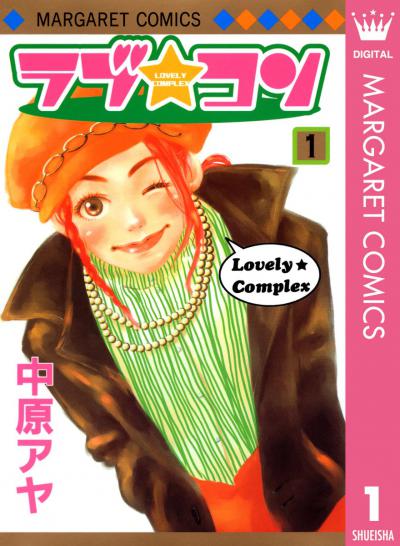 MARGARET COMICS
ラブ★コン
LOVELY
COMPLEX
1
Lovely★
Complex
中原アヤ
DIGITAL
MARGARET COMICS
1
SHUEISHA